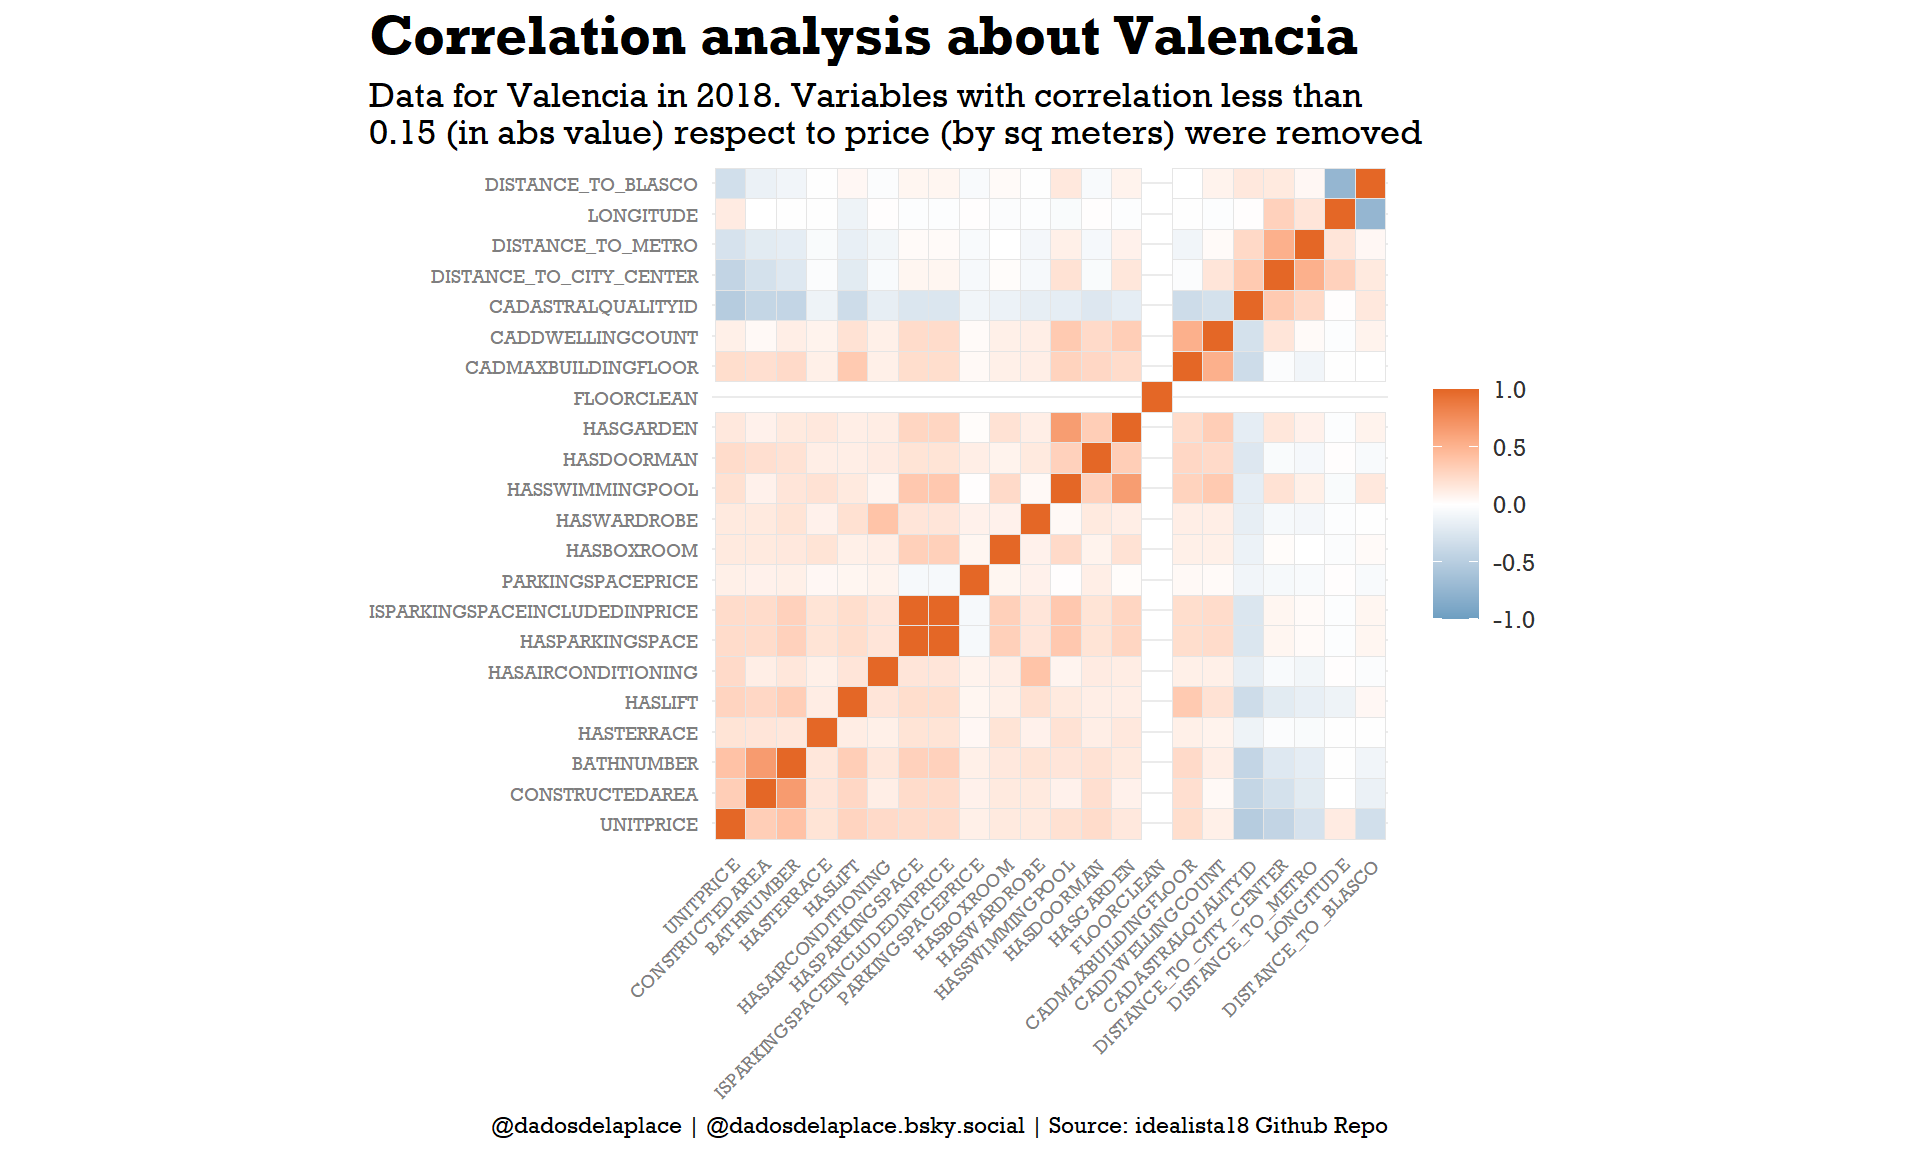 Correlation analysis about Valencia
Data for Valencia in 2018. Variables with correlation less than
0.15 (in abs value) respect to price (by sq meters) were removed
DISTANCE_TO_BLASCO
LONGITUDE
DISTANCE_TO_METRO
DISTANCE_TO_CITY_CENTER
CADASTRALQUALITYID
CADDWELLINGCOUNT
CADMAXBUILDINGFLOOR
FLOORCLEAN
HASGARDEN
HASDOORMAN
HASSWIMMINGPOOL
HASWARDROBE
HASBOXROOM
PARKINGSPACEPRICE
ISPARKINGSPACEINCLUDEDINPRICE
HASPARKINGSPACE
HASAIRCONDITIONING
HASLIFT
HASTERRACE
BATHNUMBER
CONSTRUCTEDAREA
UNITPRICE
1.0
0.5
0.0
-0.5
-1.0
UNITPRICE
CONSTRUCTEDAREA
BATHNUMBER
HASTERRACE
HASLIFT
HASAIRCONDITIONING
HASPARKINGSPACE
ISPARKINGSPACEINCLUDEDINPRICE
PARKINGSPACEPRICE
HASBOXROOM
HASWARDROBE
HASSWIMMINGPOOL
HASDOORMAN
HASGARDEN
FLOORCLEAN
CADMAXBUILDINGFLOOR
CADDWELLINGCOUNT
CADASTRALQUALITYID
DISTANCE_TO_CITY_CENTER
DISTANCE_TO_METRO
LONGITUDE
DISTANCE_TO_BLASCO
@dadosdelaplace | @dadosdelaplace.bsky.social | Source: idealista18 Github Repo